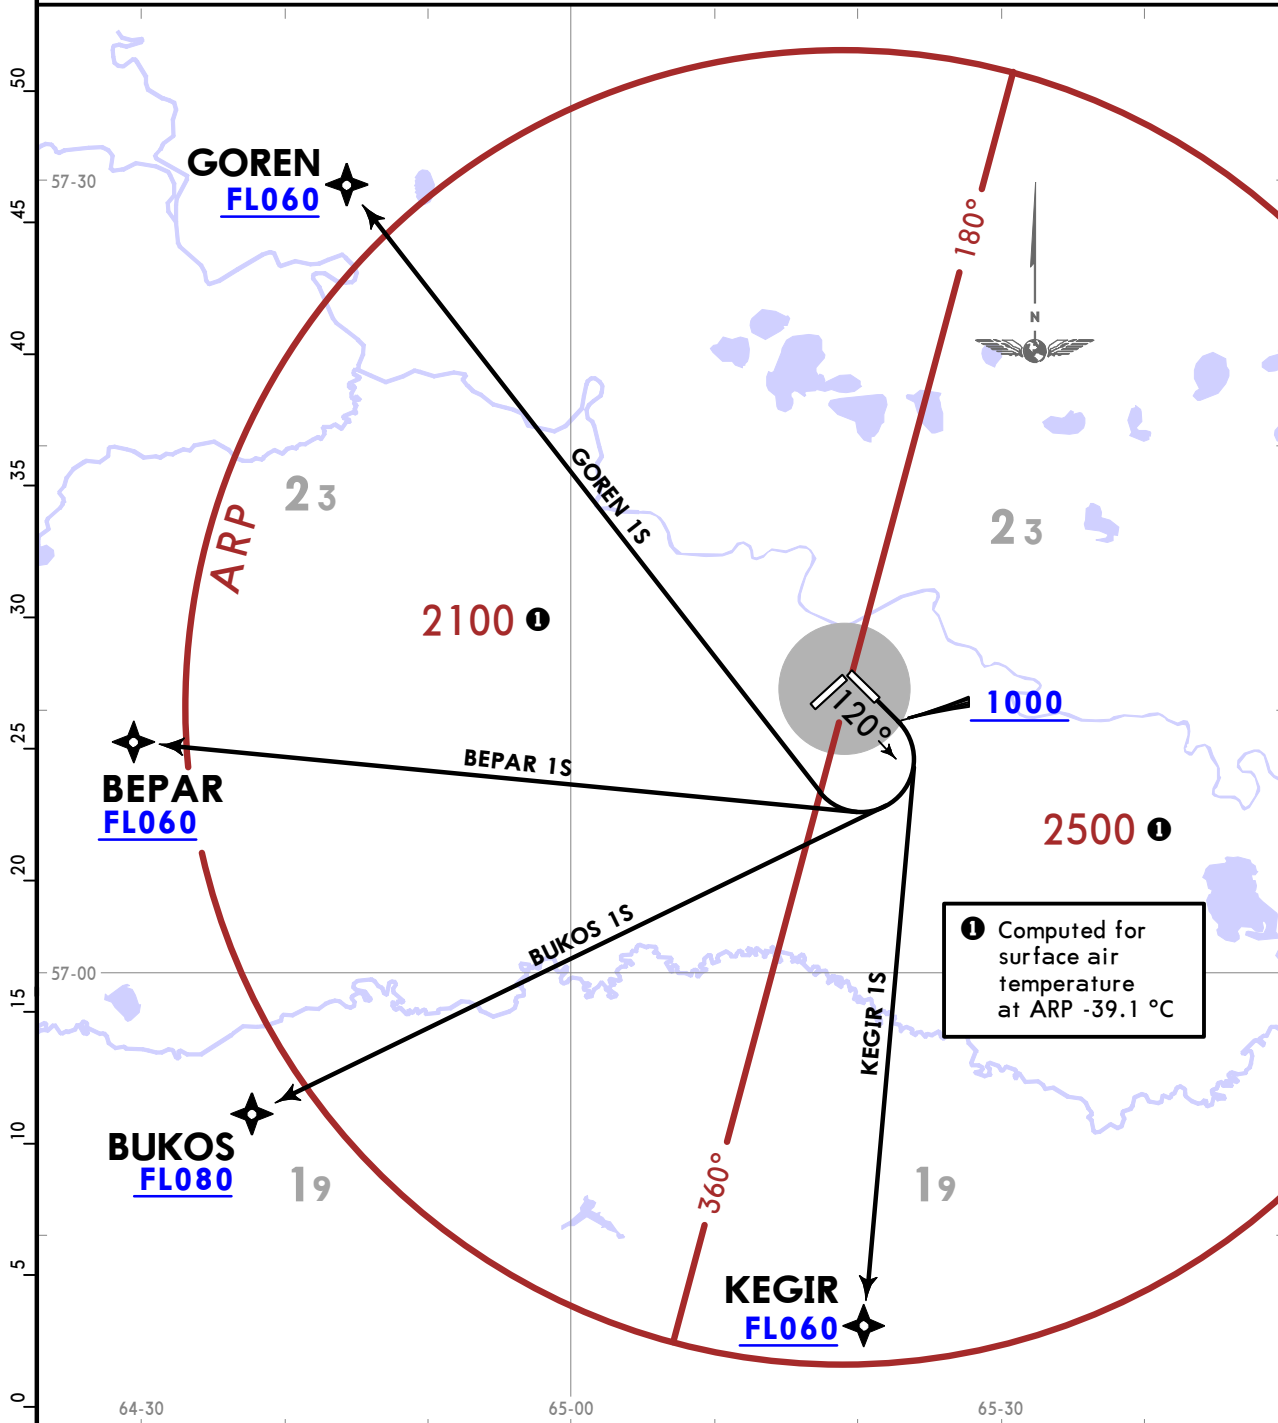 50
45
40
35
30
25
20
15
10
5
0
57-30
57-00
64-30
65-00
65-30
GOREN
FL060
180°
N
GOREN 1S
ARP
23
23
2100 ❶
120°
1000
BEPAR 1S
BEPAR
FL060
2500 ❶
❶ Computed for
surface air
temperature
at ARP -39.1 °C
BUKOS 1S
KEGIR 1S
BUKOS
FL080
19
19
360°
KEGIR
FL060